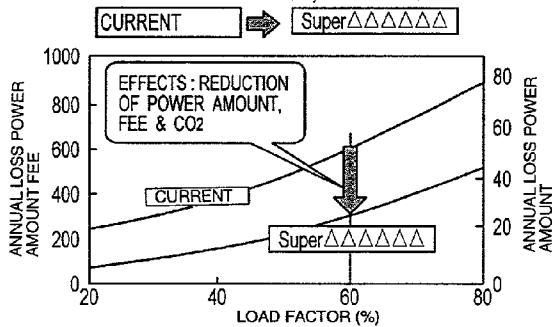 CURRENT Super△△△△△△
EFFECTS : REDUCTION
OF POWER AMOUNT,
FEE & CO2
ANNUAL LOSS POWER
AMOUNT FEE
1000
800
600
400
200
0
CURRENT
Super△△△△△△
80
60
40
20
0
ANNUAL LOSS POWER
AMOUNT
20 40 60 80
LOAD FACTOR (%)